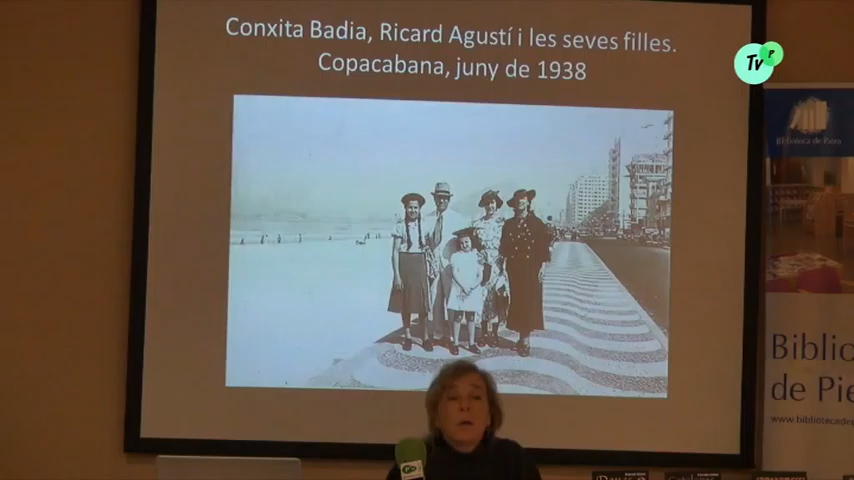 Conxita Badia, Ricard Agustí i les seves filles.
Copacabana, juny de 1938
Tv P
Biblioteca de Piera
Biblio
de Pie
www.bibliotecade